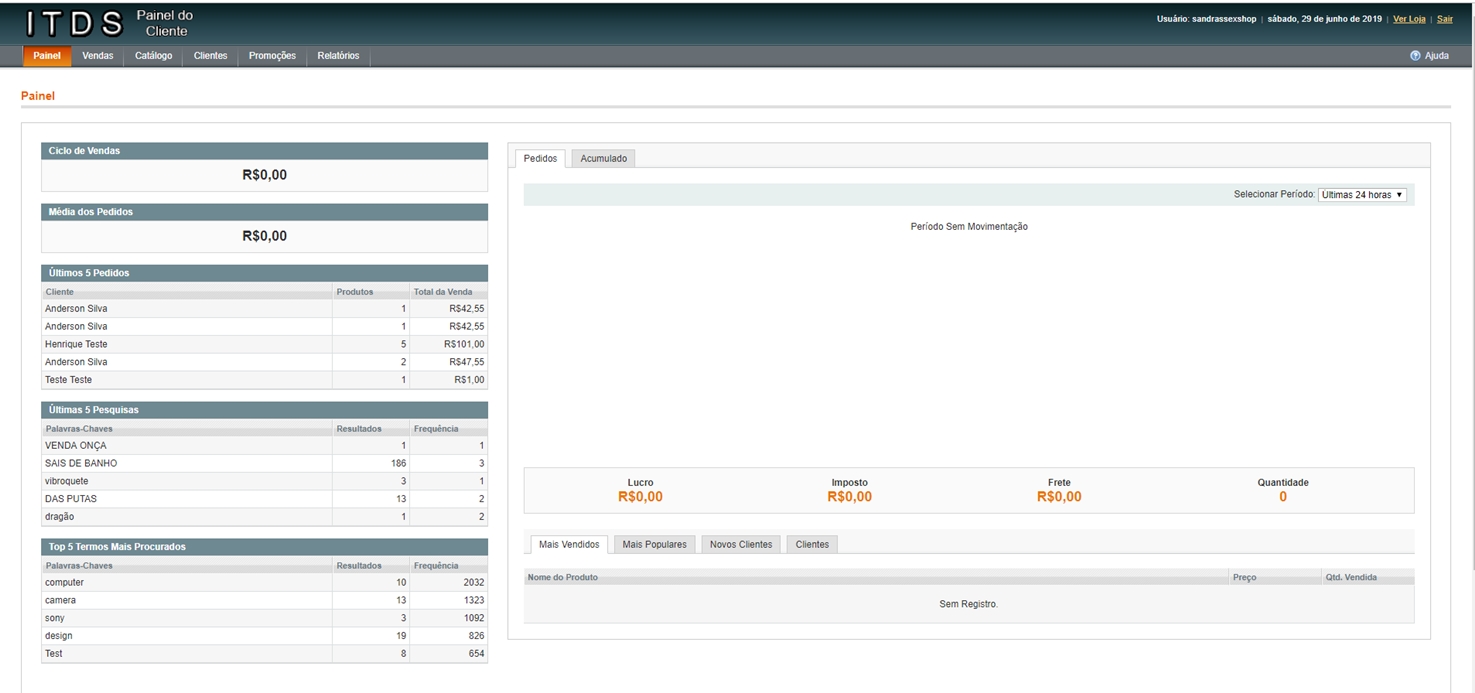 ITDS Painel do Cliente
Usuário: sandrassexshop | sábado, 29 de junho de 2019 | Ver Loja | Sair
Painel Vendas Catálogo Clientes Promoções Relatórios Ajuda
Painel
Ciclo de Vendas
R$0,00
Média dos Pedidos
R$0,00
Últimos 5 Pedidos
Cliente Produtos Total da Venda
Anderson Silva 1 R$42,55
Anderson Silva 1 R$42,55
Henrique Teste 5 R$101,00
Anderson Silva 2 R$47,55
Teste Teste 1 R$1,00
Últimas 5 Pesquisas
Palavras-Chaves Resultados Frequência
VENDA ONÇA 1 1
SAIS DE BANHO 186 3
vibroquete 3 1
DAS PUTAS 13 2
dragão 1 2
Top 5 Termos Mais Procurados
Palavras-Chaves Resultados Frequência
computer 10 2032
camera 13 1323
sony 3 1092
design 19 826
Test 8 654
Pedidos Acumulado
Selecionar Período: Últimas 24 horas
Período Sem Movimentação
Lucro Imposto Frete Quantidade
R$0,00 R$0,00 R$0,00 0
Mais Vendidos Mais Populares Novos Clientes Clientes
Nome do Produto Preço Qtd. Vendida
Sem Registro.